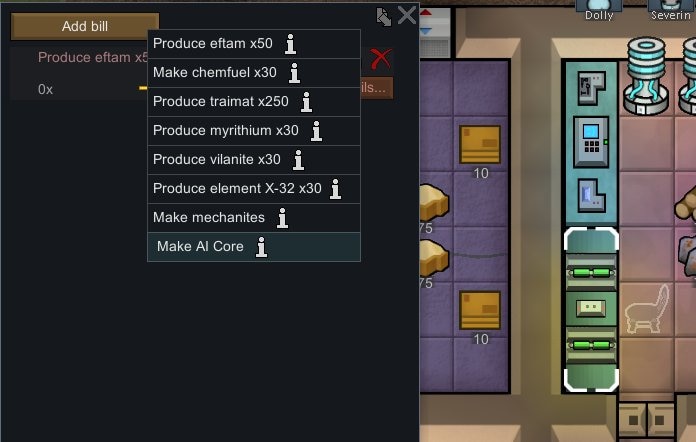 Dolly
Severin
Add bill
Produce eftam x5
0x
ils...
Produce eftam x50
Make chemfuel x30
Produce traimat x250
Produce myrithium x30
Produce vilanite x30
Produce element X-32 x30
Make mechanites
Make AI Core
10
75
75
10